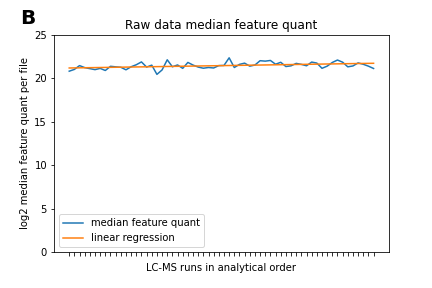 B
Raw data median feature quant
log2 median feature quant per file
25
20
15
10
5
0
median feature quant
linear regression
LC-MS runs in analytical order